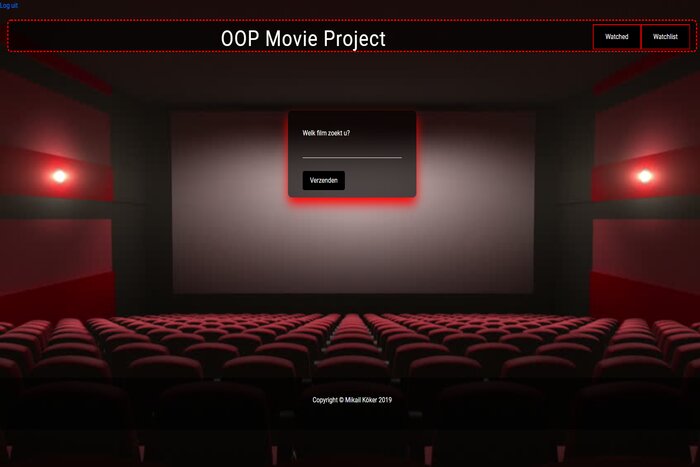 Log uit
OOP Movie Project
Watched
Watchlist
Welk film zoekt u?
Verzenden
Copyright © Mikail Köker 2019